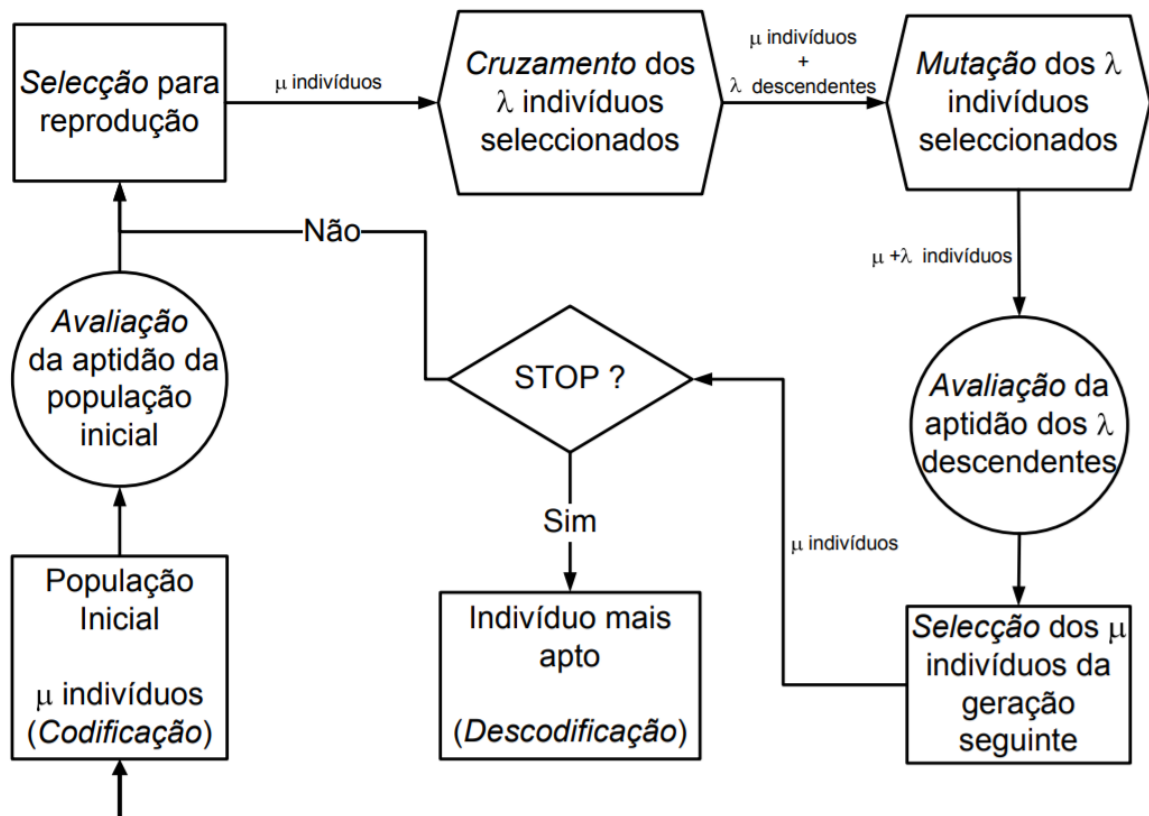 Selecção para
reprodução
μ indivíduos
Cruzamento dos
λ indivíduos
seleccionados
μ indivíduos
+
λ descendentes
Mutação dos λ
indivíduos
seleccionados
Não
μ +λ indivíduos
Avaliação
da aptidão da
população
inicial
STOP ?
Avaliação da
aptidão dos λ
descendentes
Sim
μ indivíduos
População
Inicial
μ indivíduos
(Codificação)
Indivíduo mais
apto
(Descodificação)
Selecção dos μ
indivíduos da
geração
seguinte